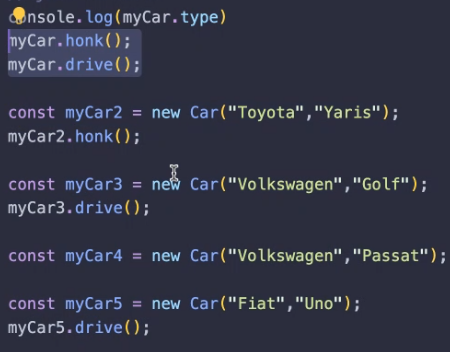 console.log(myCar.type)
myCar.honk();
myCar.drive();
const myCar2 = new Car("Toyota","Yaris");
myCar2.honk();
const myCar3 = new Car("Volkswagen","Golf");
myCar3.drive();
const myCar4 = new Car("Volkswagen","Passat");
const myCar5 = new Car("Fiat","Uno");
myCar5.drive();